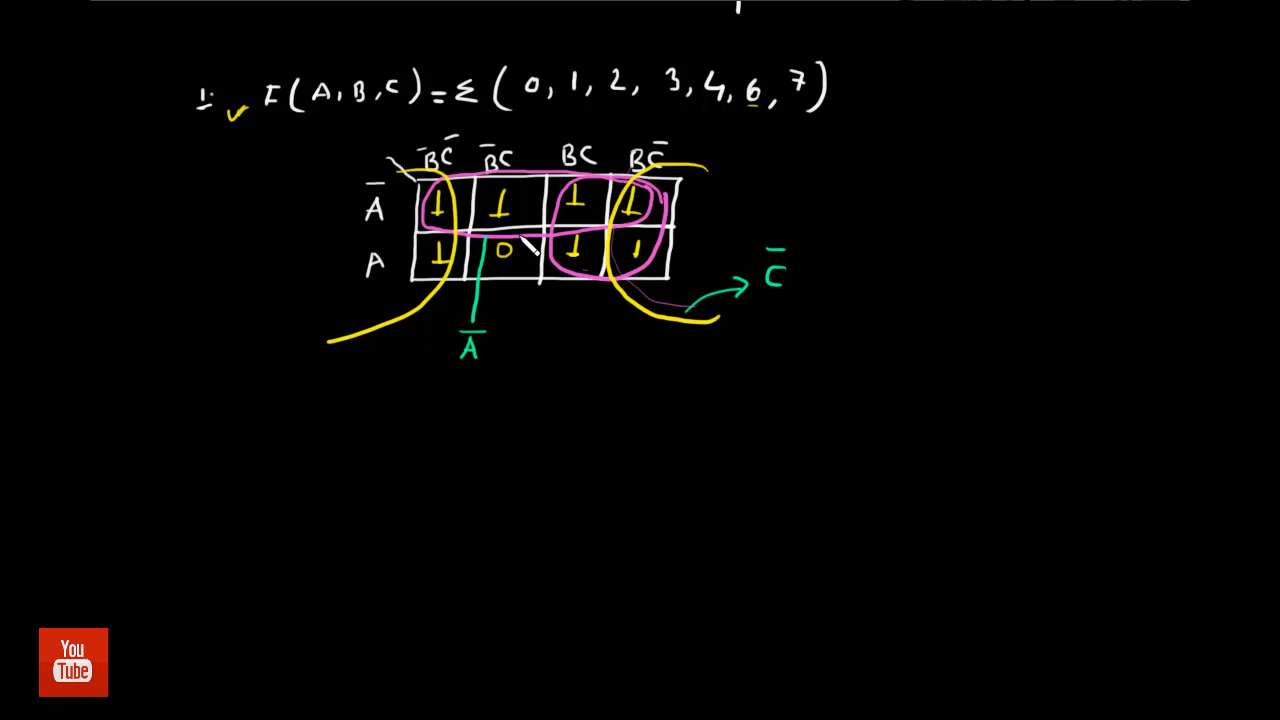 1. F(A, B, C) = Σ (0, 1, 2, 3, 4, 6, 7)
B̅C̅ B̅C BC BC̅
A̅ 1 1 1 1
A 1 0 1 1
C̅
A̅
You
Tube